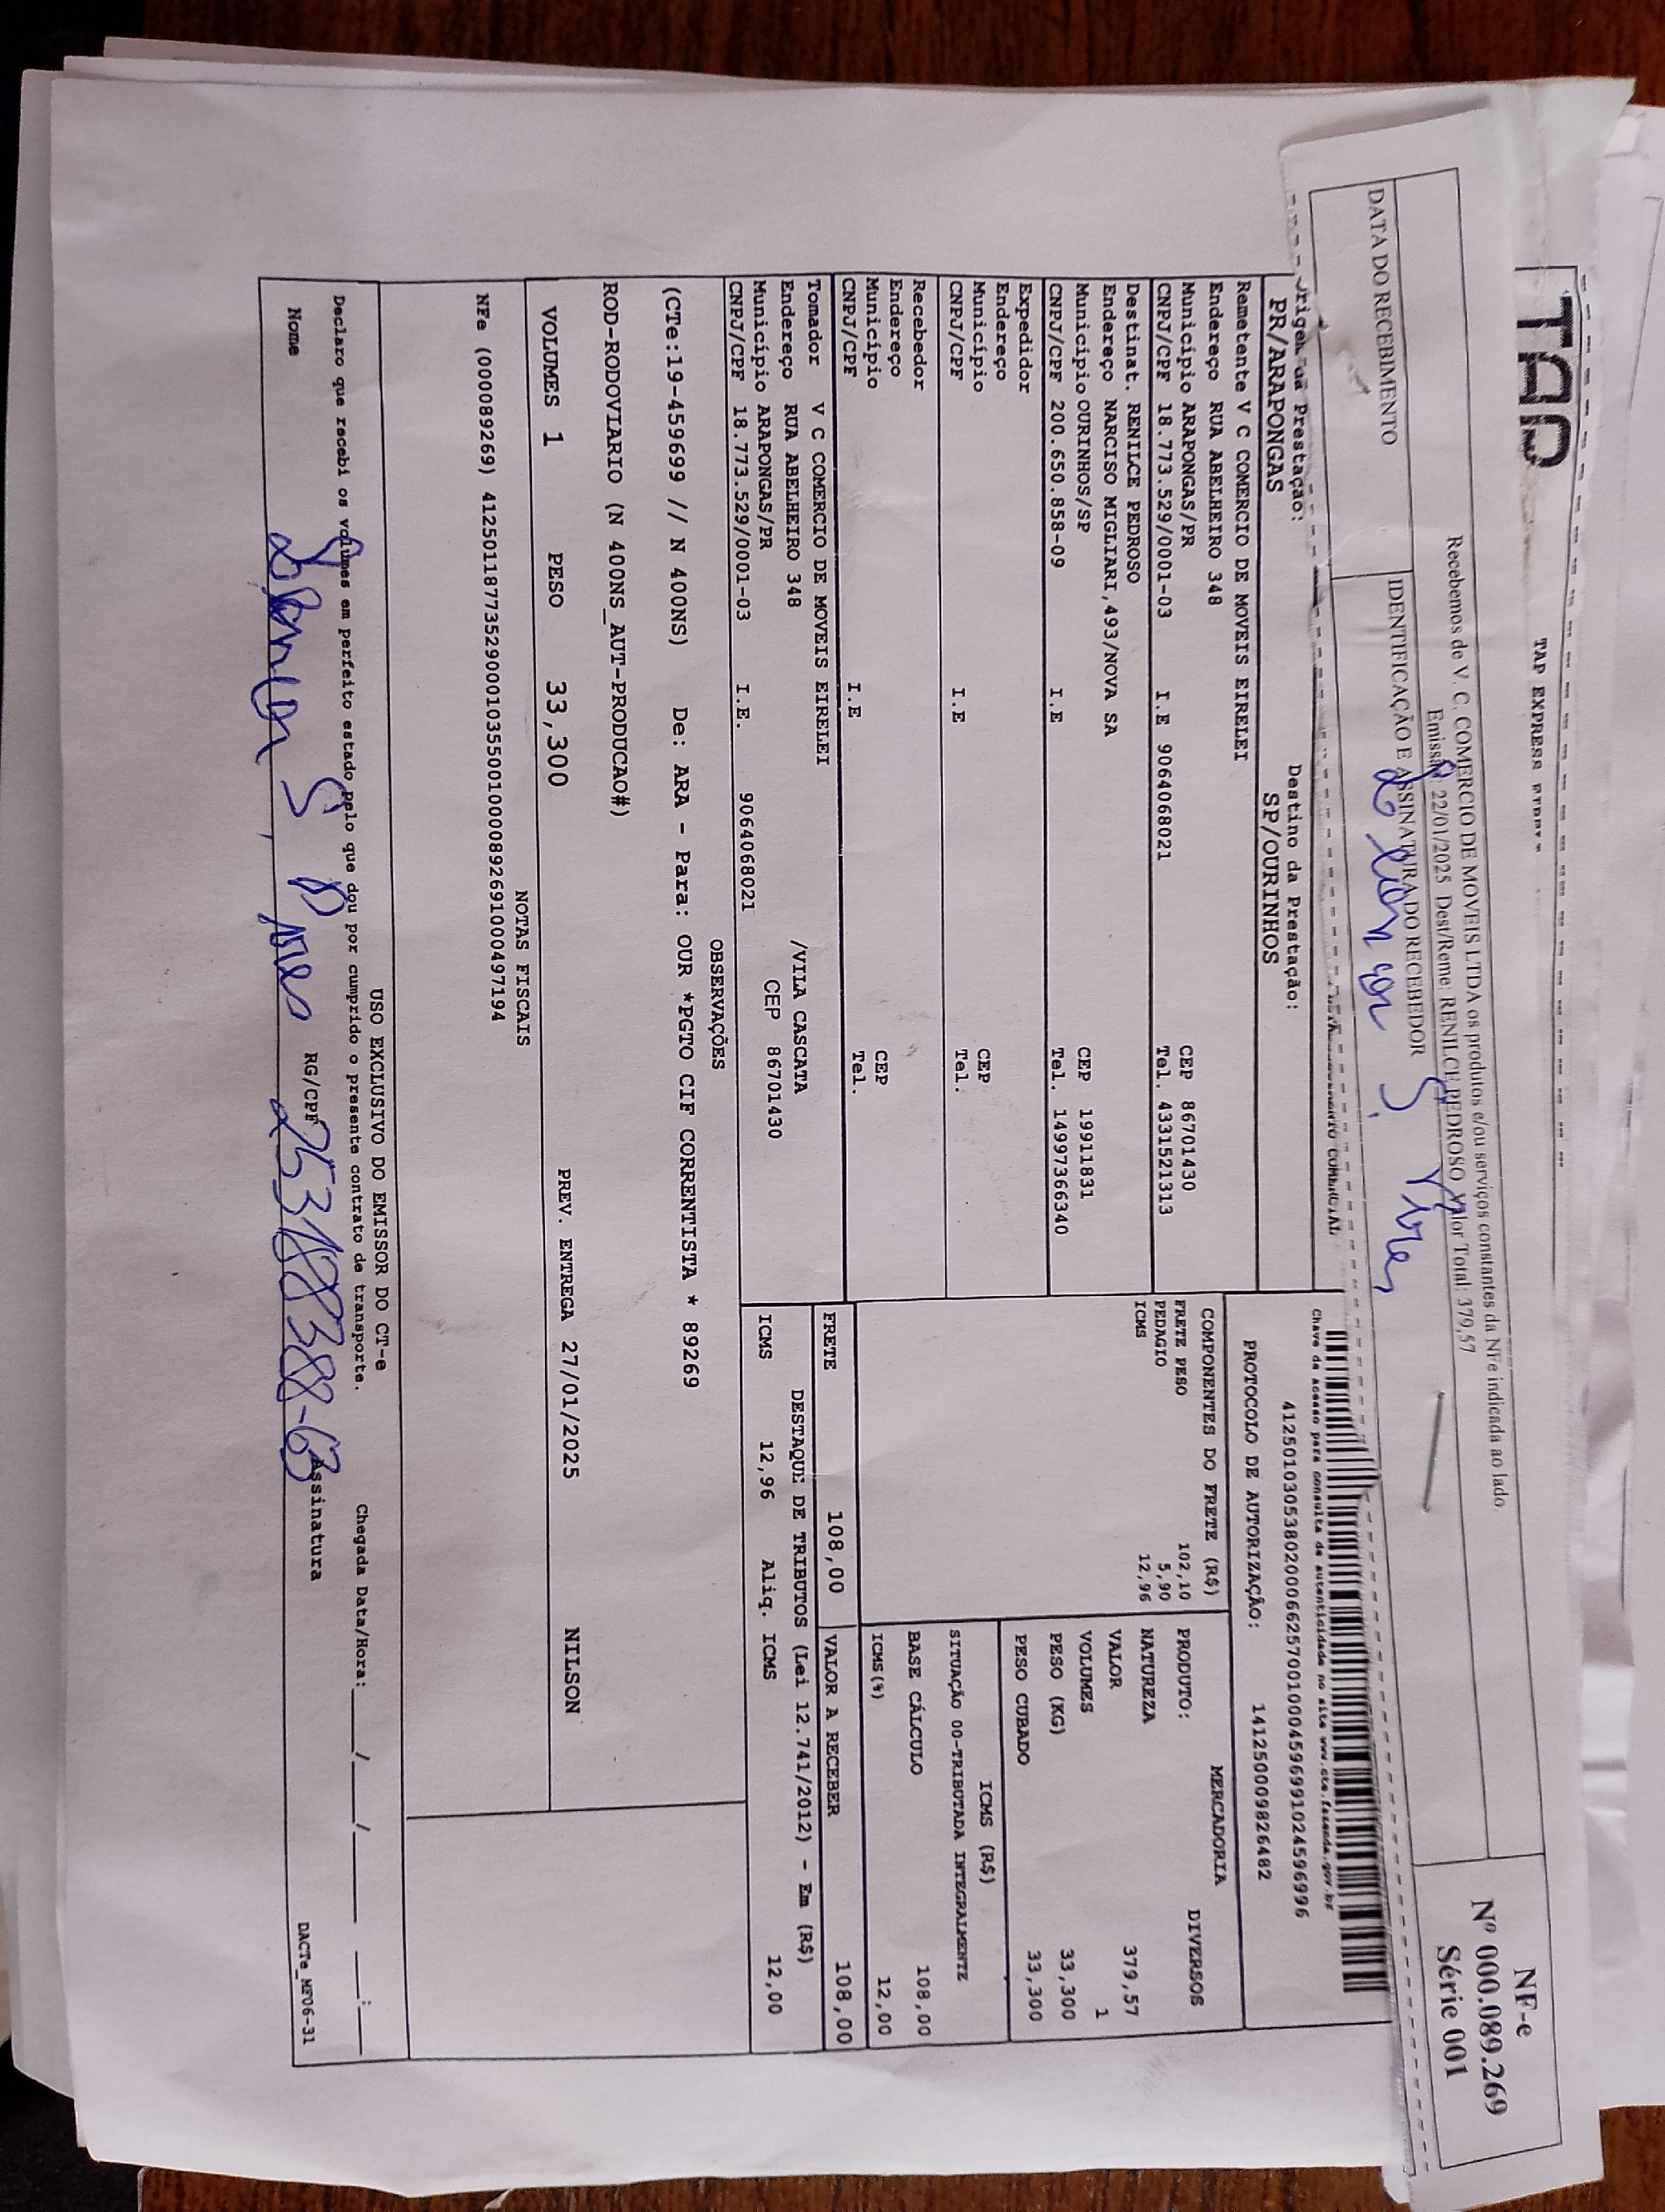 TAP
TAP EXPRESS
Recebemos de V. C. COMERCIO DE MOVEIS LTDA os produtos e/ou serviços constantes da NFe indicada ao lado.
Emissão: 22/01/2025 Dest/Reme: RENILCE PEDROSO Valor Total: 379,57
NF-e
Nº 000.089.269
Série 001
DATA DO RECEBIMENTO
IDENTIFICAÇÃO E ASSINATURA DO RECEBEDOR
Chave de acesso para consulta de autenticidade no site www.cte.fazenda.gov.br
41250103053802000662570010004596991024596996
PROTOCOLO DE AUTORIZAÇÃO: 141250009826482
Origem da Prestação:
PR/ARAPONGAS
Destino da Prestação:
SP/OURINHOS
Remetente V C COMERCIO DE MOVEIS EIRELEI
Endereço RUA ABELHEIRO 348
Município ARAPONGAS/PR CEP 86701430
CNPJ/CPF 18.773.529/0001-03 I.E 9064068021 Tel. 4331521313
Destinat. RENILCE PEDROSO
Endereço NARCISO MIGLIARI,493/NOVA SA
Município OURINHOS/SP CEP 19911831
CNPJ/CPF 200.650.858-09 I.E Tel. 14997366340
Expedidor
Endereço
Município CEP
CNPJ/CPF I.E Tel.
Recebedor
Endereço
Município CEP
CNPJ/CPF I.E Tel.
Tomador V C COMERCIO DE MOVEIS EIRELEI
Endereço RUA ABELHEIRO 348 /VILA CASCATA
Município ARAPONGAS/PR CEP 86701430
CNPJ/CPF 18.773.529/0001-03 I.E. 9064068021
COMPONENTES DO FRETE (R$)
FRETE PESO 102,10
PEDAGIO 5,90
ICMS 12,96
MERCADORIA
PRODUTO: DIVERSOS
NATUREZA
VALOR 379,57
VOLUMES 1
PESO (KG) 33,300
PESO CUBADO 33,300
ICMS (R$)
SITUAÇÃO 00-TRIBUTADA INTEGRALMENTE
BASE CÁLCULO 108,00
ICMS(%) 12,00
FRETE 108,00 VALOR A RECEBER 108,00
DESTAQUE DE TRIBUTOS (Lei 12.741/2012) - Em (R$)
ICMS 12,96 Aliq. ICMS 12,00
OBSERVAÇÕES
(CTe:19-459699 // N 400NS) De: ARA - Para: OUR *PGTO CIF CORRENTISTA * 89269
ROD-RODOVIARIO (N 400NS_AUT-PRODUCAO#)
VOLUMES 1 PESO 33,300 PREV. ENTREGA 27/01/2025 NILSON
NOTAS FISCAIS
NFe (000089269) 41250118773529000103550010000892691000497194
USO EXCLUSIVO DO EMISSOR DO CT-e
Declaro que recebi os volumes em perfeito estado pelo que dou por cumprido o presente contrato de transporte. Chegada Data/Hora: ___/___/___ __:__
Nome RG/CPF Assinatura
DACTe_MF06-31